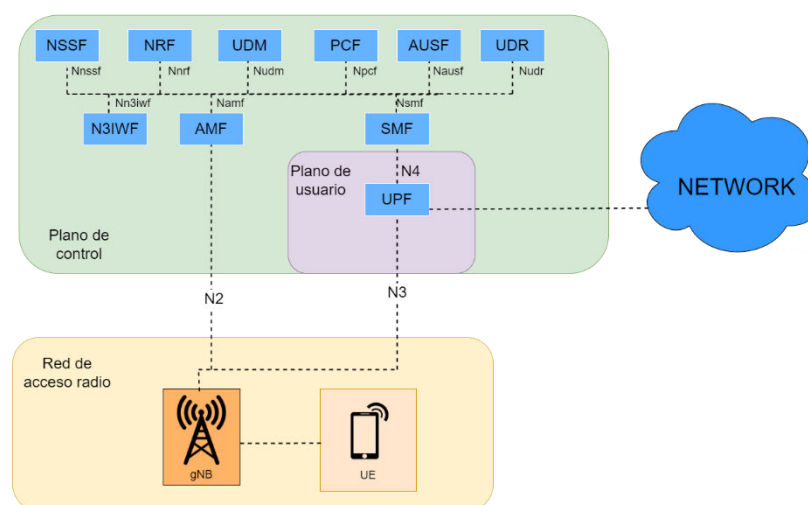 NSSF
NRF
UDM
PCF
AUSF
UDR
Nnssf
Nnrf
Nudm
Npcf
Nausf
Nudr
Nn3iwf
Namf
Nsmf
N3IWF
AMF
SMF
Plano de
usuario
N4
UPF
NETWORK
Plano de
control
N2
N3
Red de
acceso radio
gNB
UE